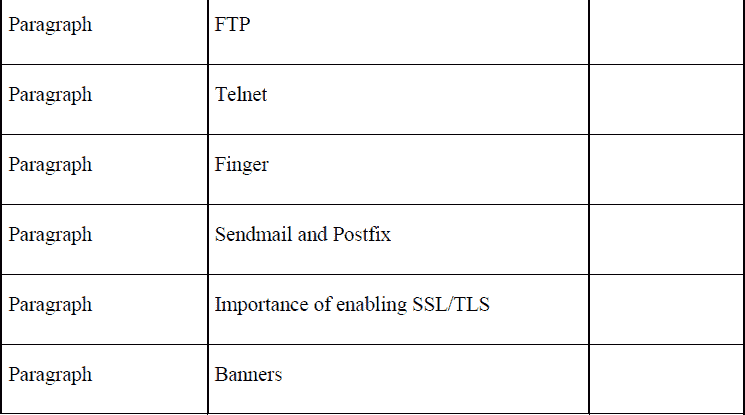 Paragraph FTP
Paragraph Telnet
Paragraph Finger
Paragraph Sendmail and Postfix
Paragraph Importance of enabling SSL/TLS
Paragraph Banners